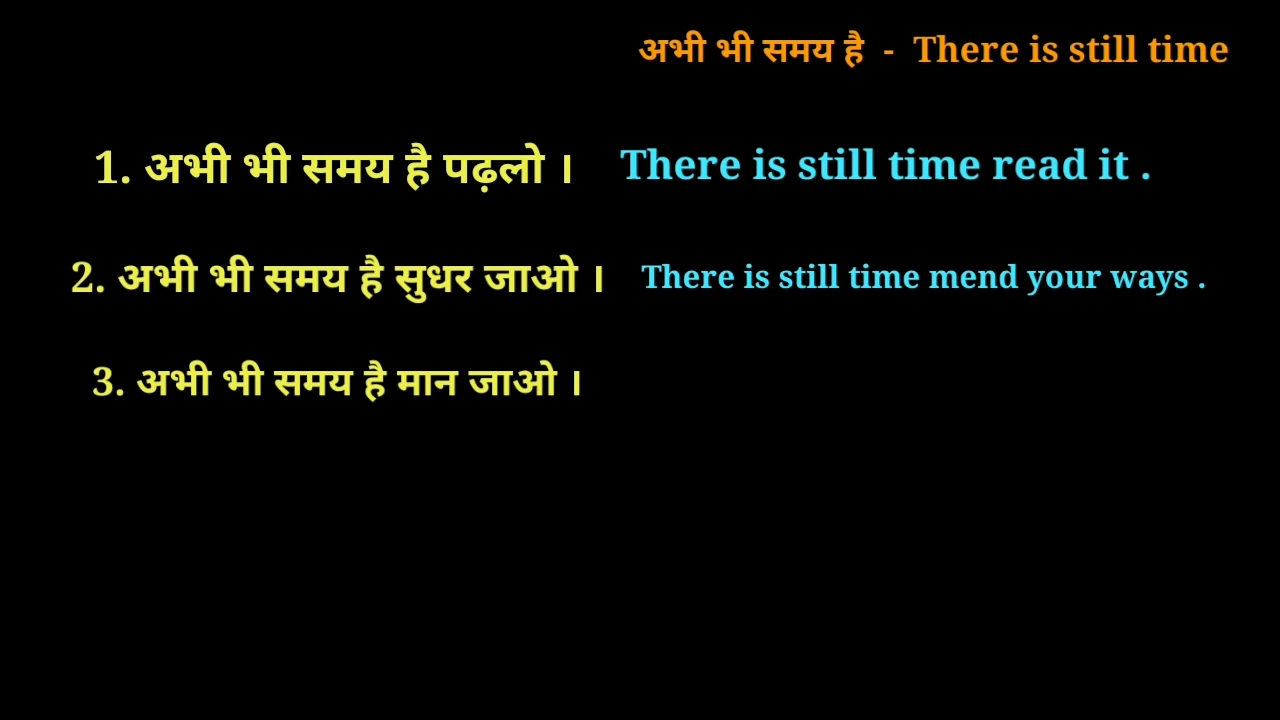 अभी भी समय है - There is still time
1. अभी भी समय है पढ़लो । There is still time read it .
2. अभी भी समय है सुधर जाओ । There is still time mend your ways .
3. अभी भी समय है मान जाओ ।